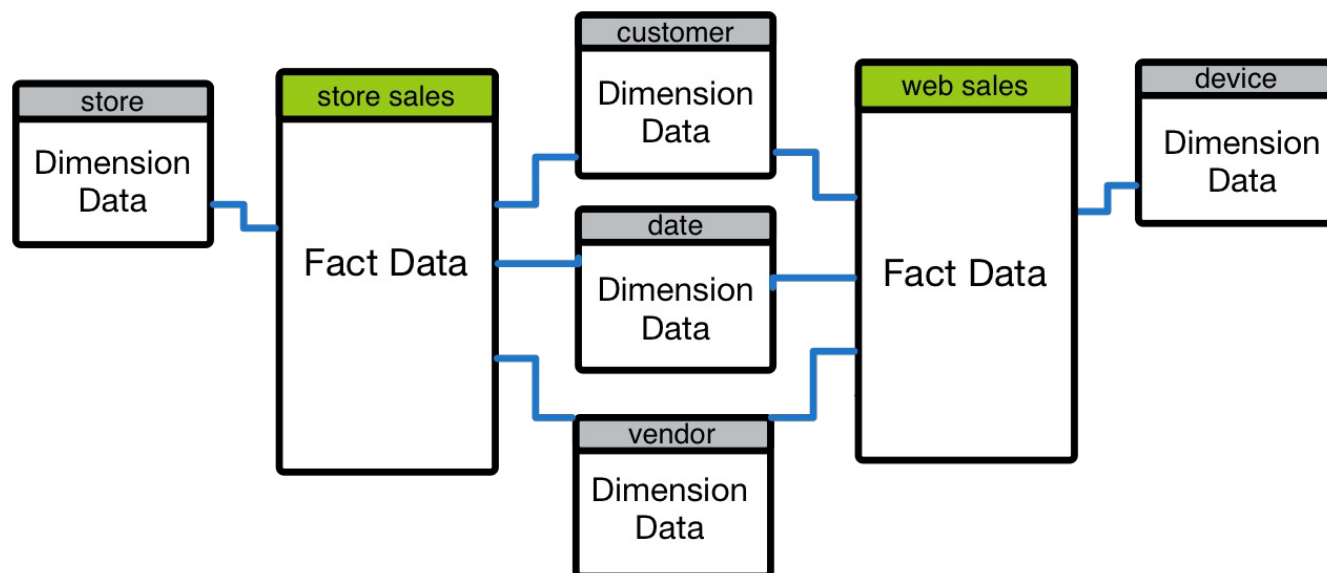 store
Dimension
Data
store sales
Fact Data
customer
Dimension
Data
date
Dimension
Data
vendor
Dimension
Data
web sales
Fact Data
device
Dimension
Data